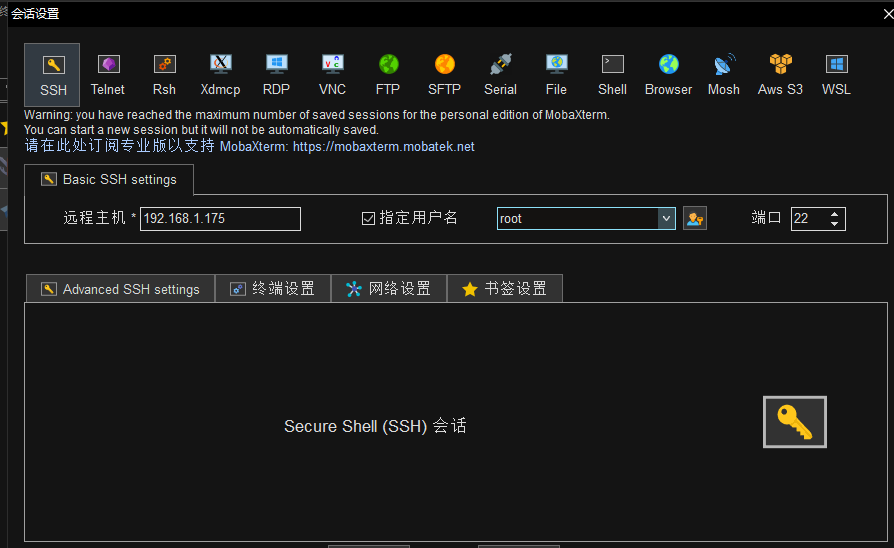 会话设置
SSH Telnet Rsh Xdmcp RDP VNC FTP SFTP Serial File Shell Browser Mosh Aws S3 WSL
Warning: you have reached the maximum number of saved sessions for the personal edition of MobaXterm.
You can start a new session but it will not be automatically saved.
请在此处订阅专业版以支持 MobaXterm: https://mobaxterm.mobatek.net
Basic SSH settings
远程主机 * 192.168.1.175 指定用户名 root 端口 22
Advanced SSH settings 终端设置 网络设置 书签设置
Secure Shell (SSH) 会话